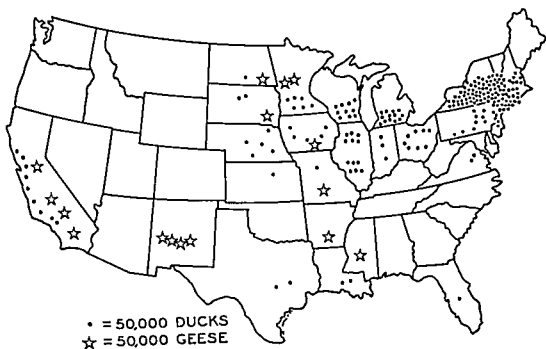 • = 50,000 DUCKS
☆ = 50,000 GEESE